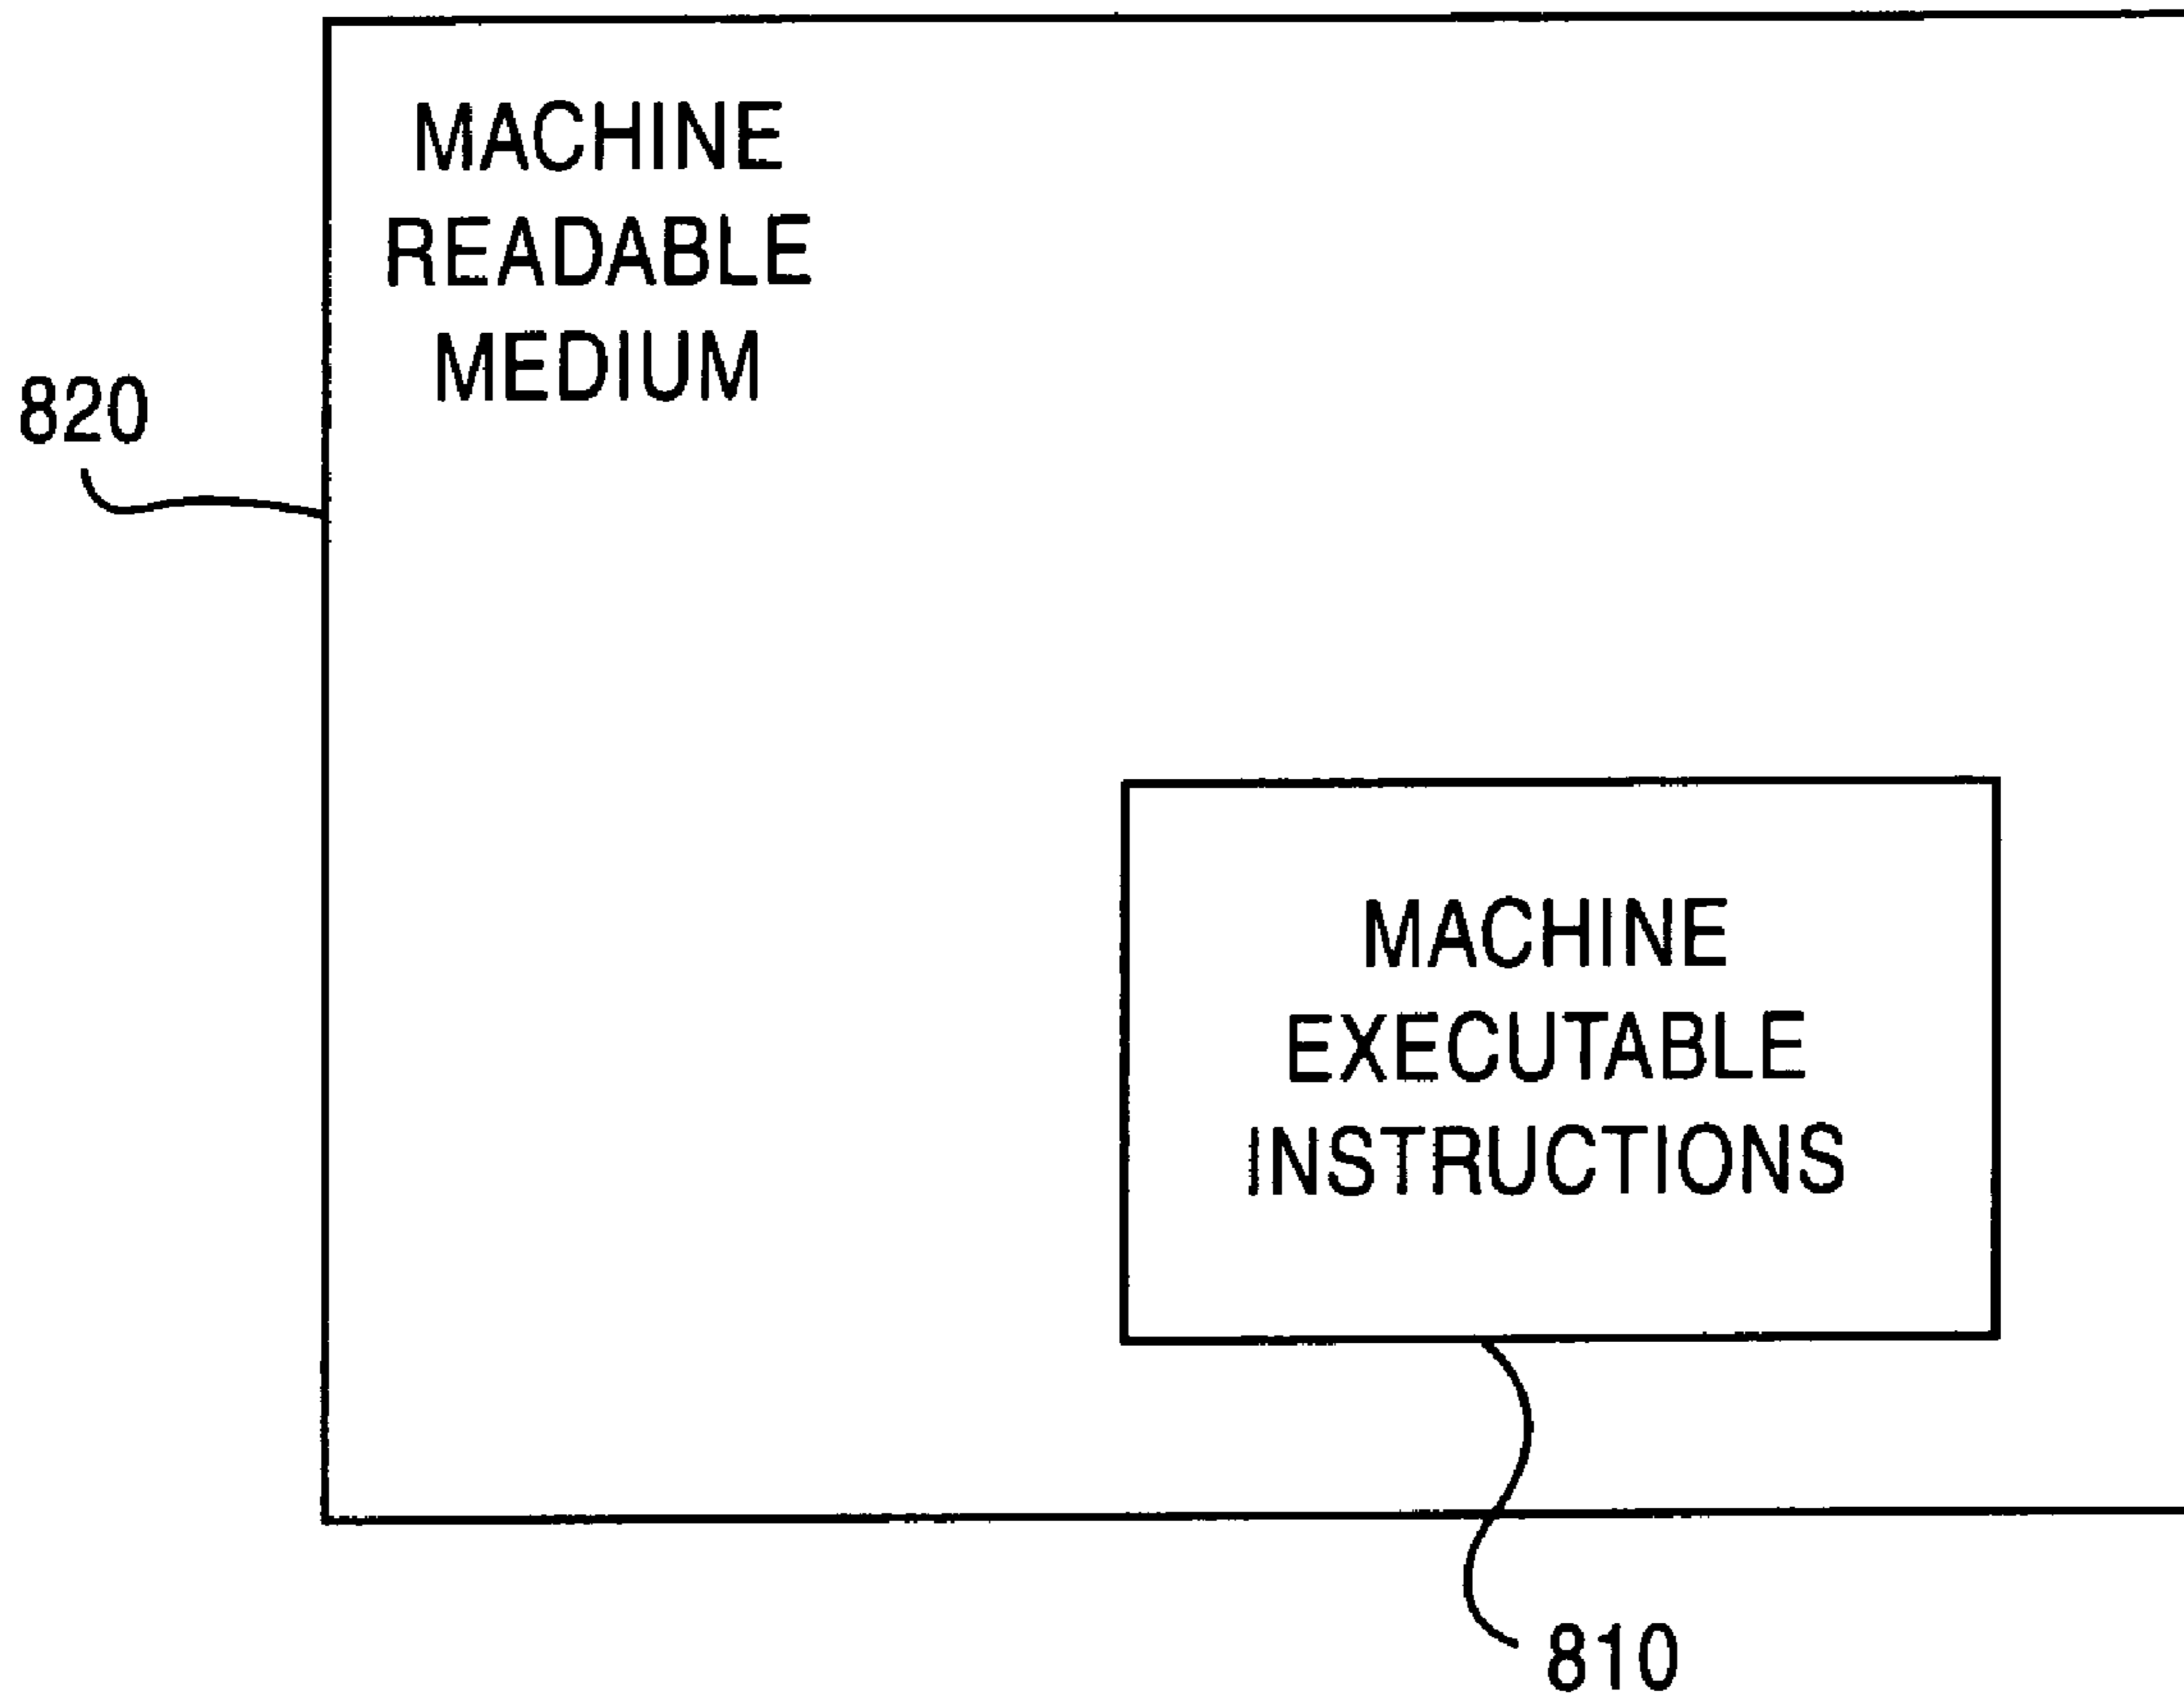 MACHINE
READABLE
MEDIUM
820
MACHINE
EXECUTABLE
INSTRUCTIONS
810